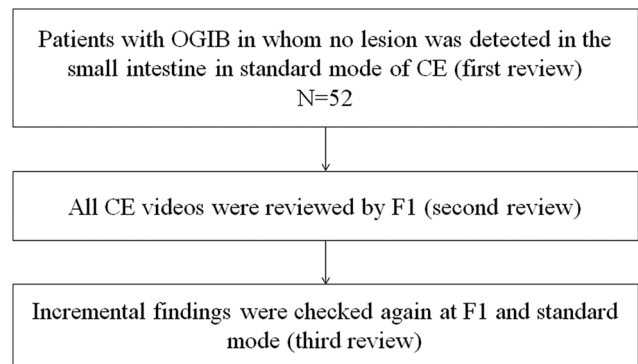 Patients with OGIB in whom no lesion was detected in the
small intestine in standard mode of CE (first review)
N=52
All CE videos were reviewed by F1 (second review)
Incremental findings were checked again at F1 and standard
mode (third review)